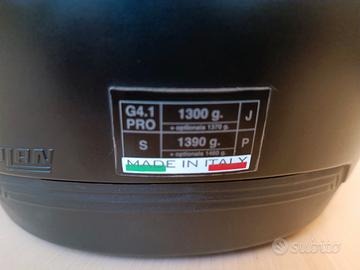 G4.1 PRO 1300 g. J
+ optionals 1370 g.
S 1390 g. P
+ optionals 1460 g.
MADE IN ITALY
subito